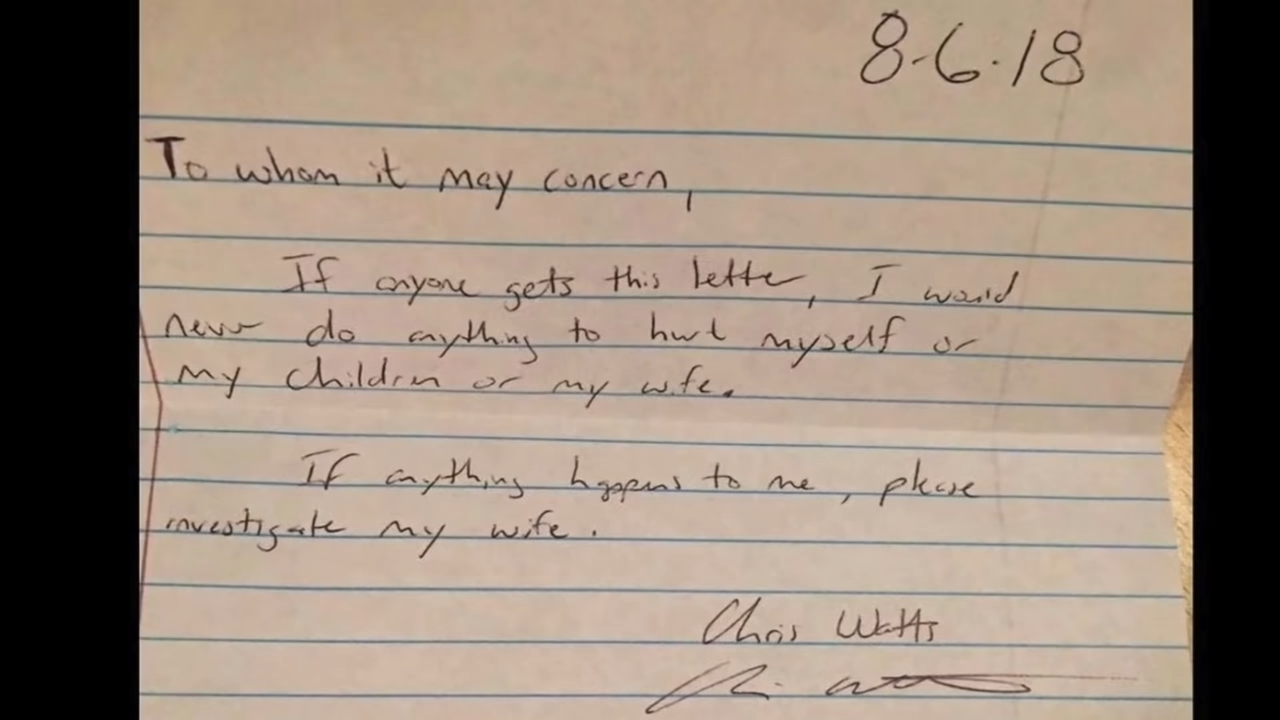 8-6-18
To whom it may concern,
If anyone gets this letter, I would
never do anything to hurt myself or
my children or my wife.
If anything happens to me, please
investigate my wife.
Chris Watts